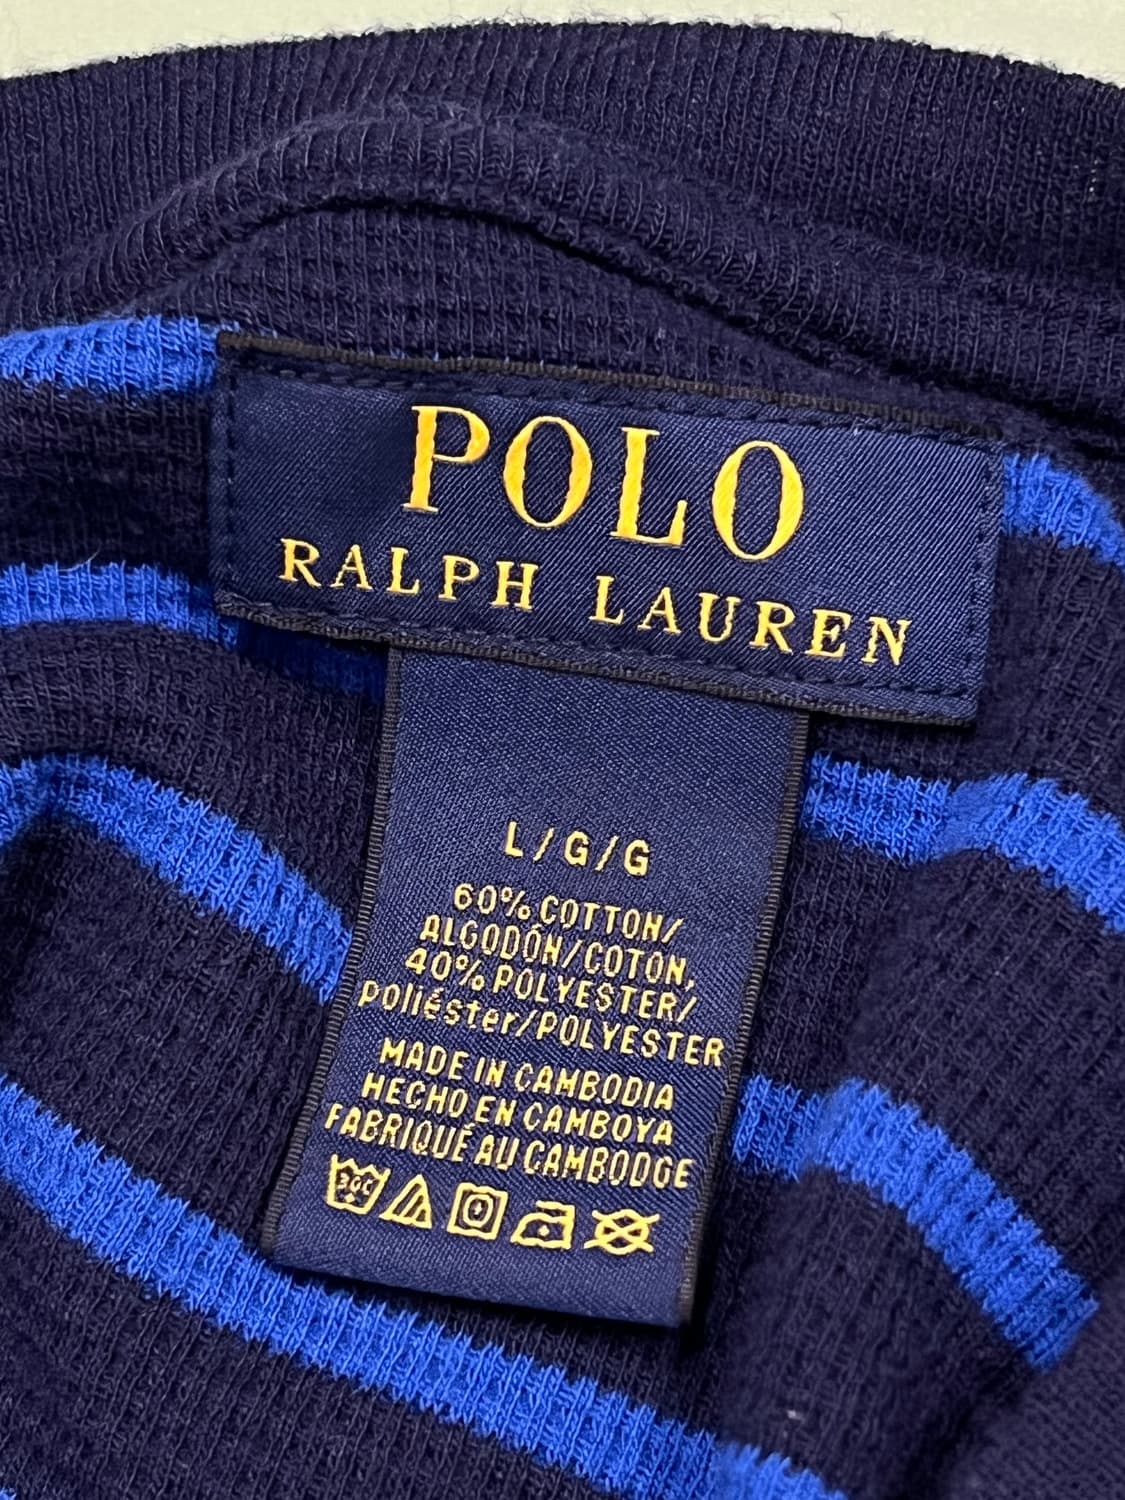 POLO
RALPH LAUREN
L/G/G
60% COTTON/
ALGODÓN/COTON,
40% POLYESTER/
poliéster/POLYESTER
MADE IN CAMBODIA
HECHO EN CAMBOYA
FABRIQUÉ AU CAMBODGE
30C